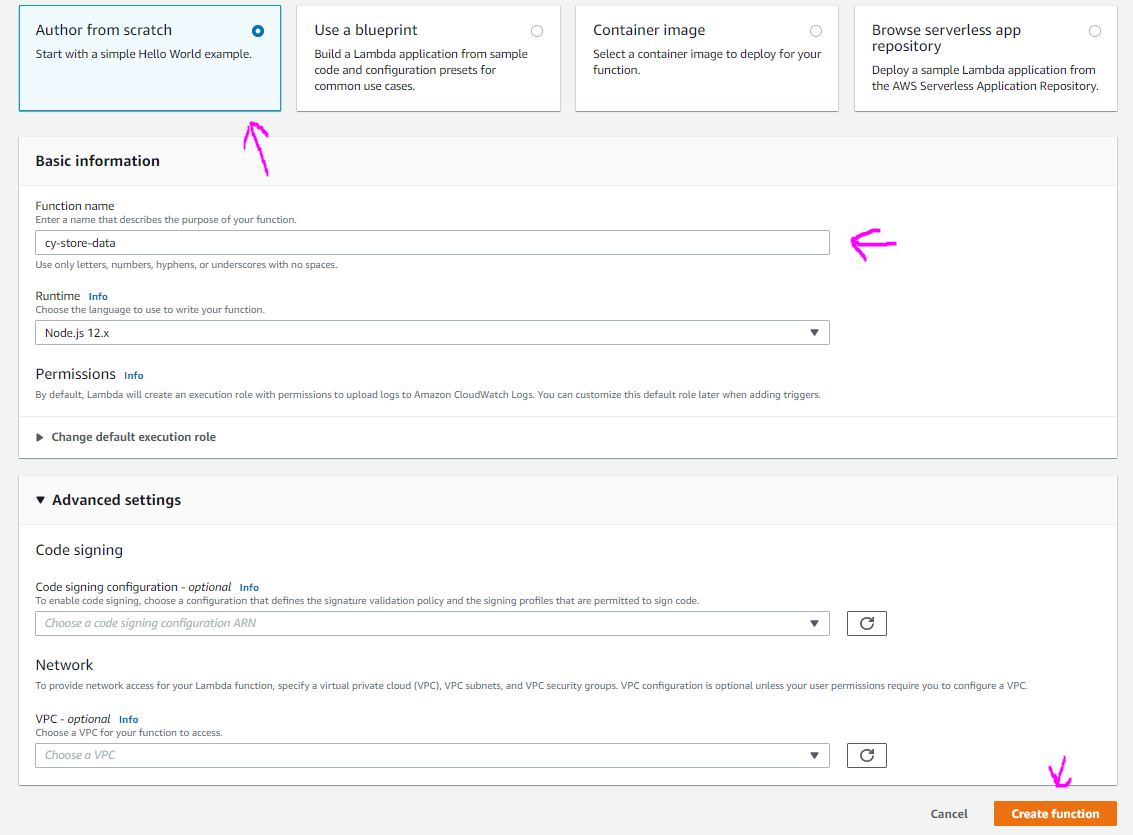 Author from scratch
Start with a simple Hello World example.
Use a blueprint
Build a Lambda application from sample
code and configuration presets for
common use cases.
Container image
Select a container image to deploy for your
function.
Browse serverless app
repository
Deploy a sample Lambda application from
the AWS Serverless Application Repository.
Basic information
Function name
Enter a name that describes the purpose of your function.
cy-store-data
Use only letters, numbers, hyphens, or underscores with no spaces.
Runtime Info
Choose the language to use to write your function.
Node.js 12.x
Permissions Info
By default, Lambda will create an execution role with permissions to upload logs to Amazon CloudWatch Logs. You can customize this default role later when adding triggers.
Change default execution role
Advanced settings
Code signing
Code signing configuration - optional Info
To enable code signing, choose a configuration that defines the signature validation policy and the signing profiles that are permitted to sign code.
Choose a code signing configuration ARN
Network
To provide network access for your Lambda function, specify a virtual private cloud (VPC), VPC subnets, and VPC security groups. VPC configuration is optional unless your user permissions require you to configure a VPC.
VPC - optional Info
Choose a VPC for your function to access.
Choose a VPC
Cancel Create function